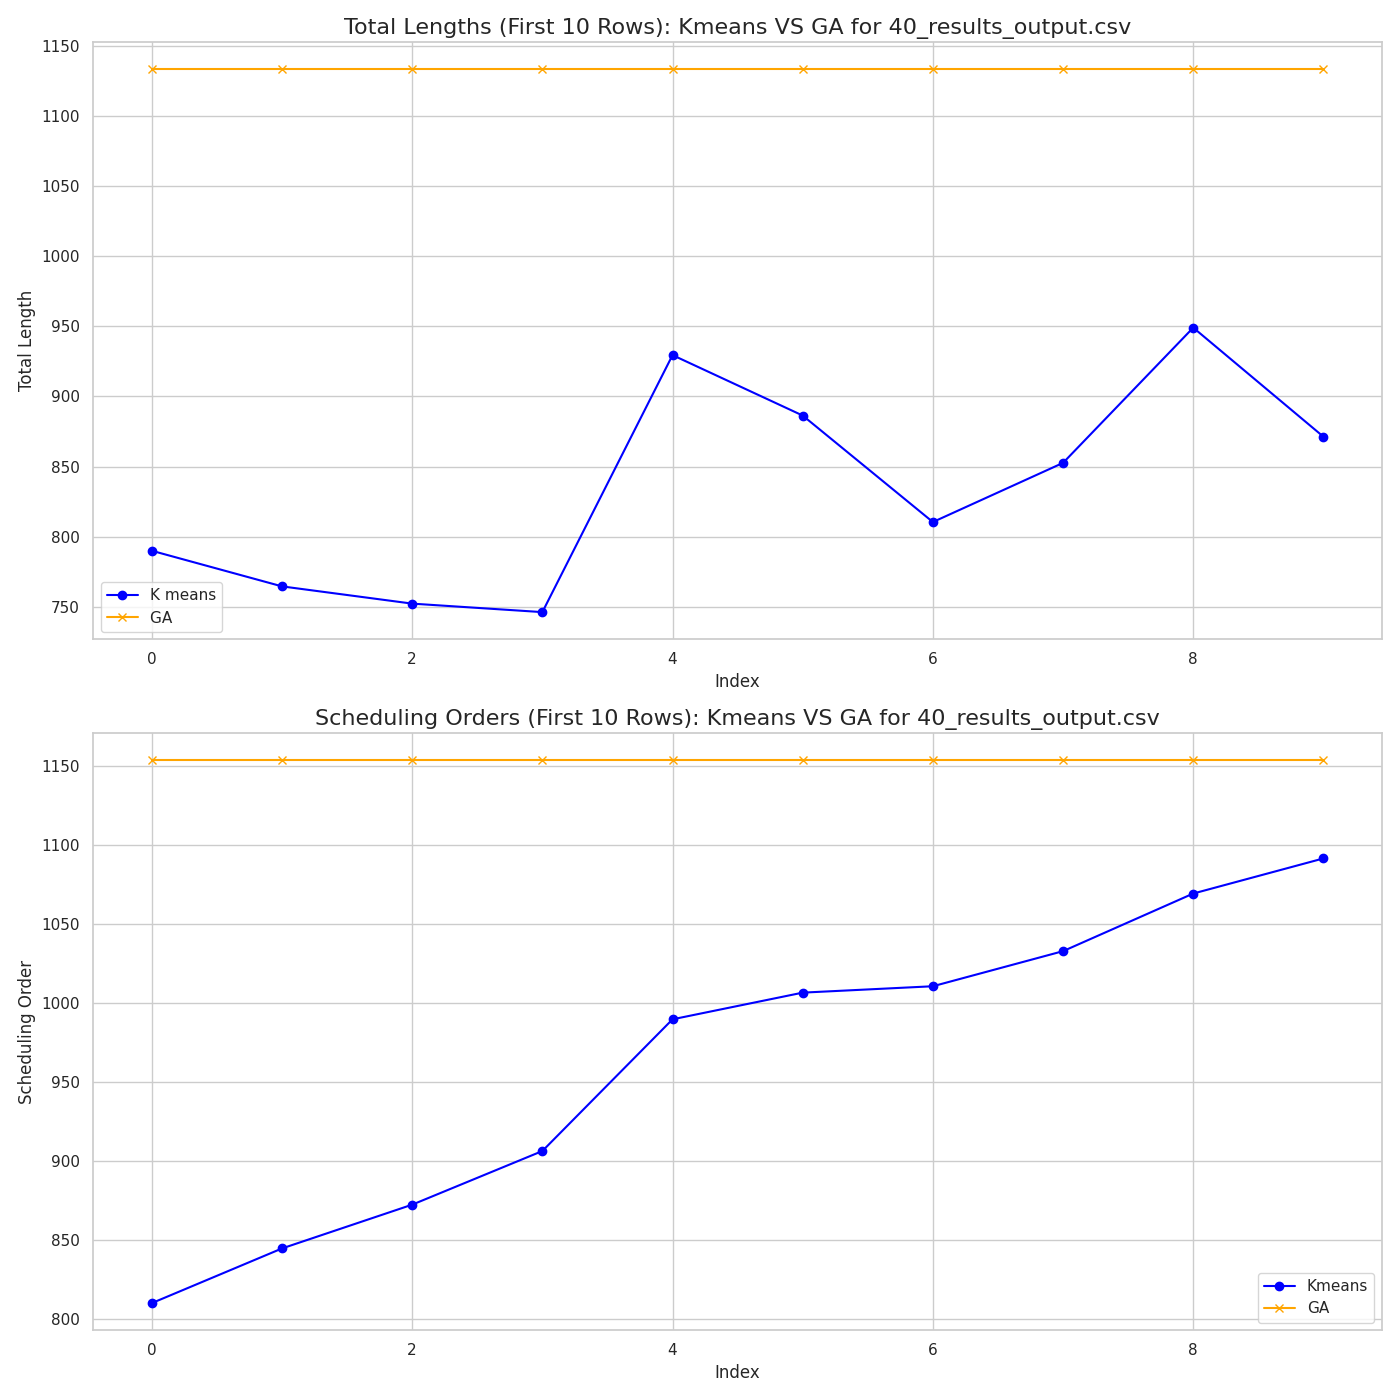 Total Lengths (First 10 Rows): Kmeans VS GA for 40_results_output.csv
1150
1100
1050
1000
950
900
850
800
750
Total Length
K means
GA
0 2 4 6 8
Index
Scheduling Orders (First 10 Rows): Kmeans VS GA for 40_results_output.csv
1150
1100
1050
1000
950
900
850
800
Scheduling Order
Kmeans
GA
0 2 4 6 8
Index